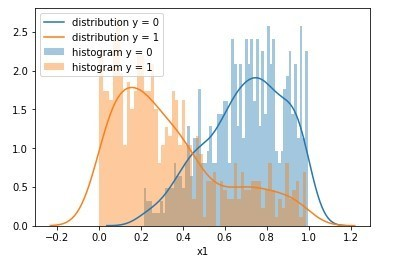 distribution y = 0
distribution y = 1
histogram y = 0
histogram y = 1
2.5
2.0
1.5
1.0
0.5
0.0
−0.2 0.0 0.2 0.4 0.6 0.8 1.0 1.2
x1